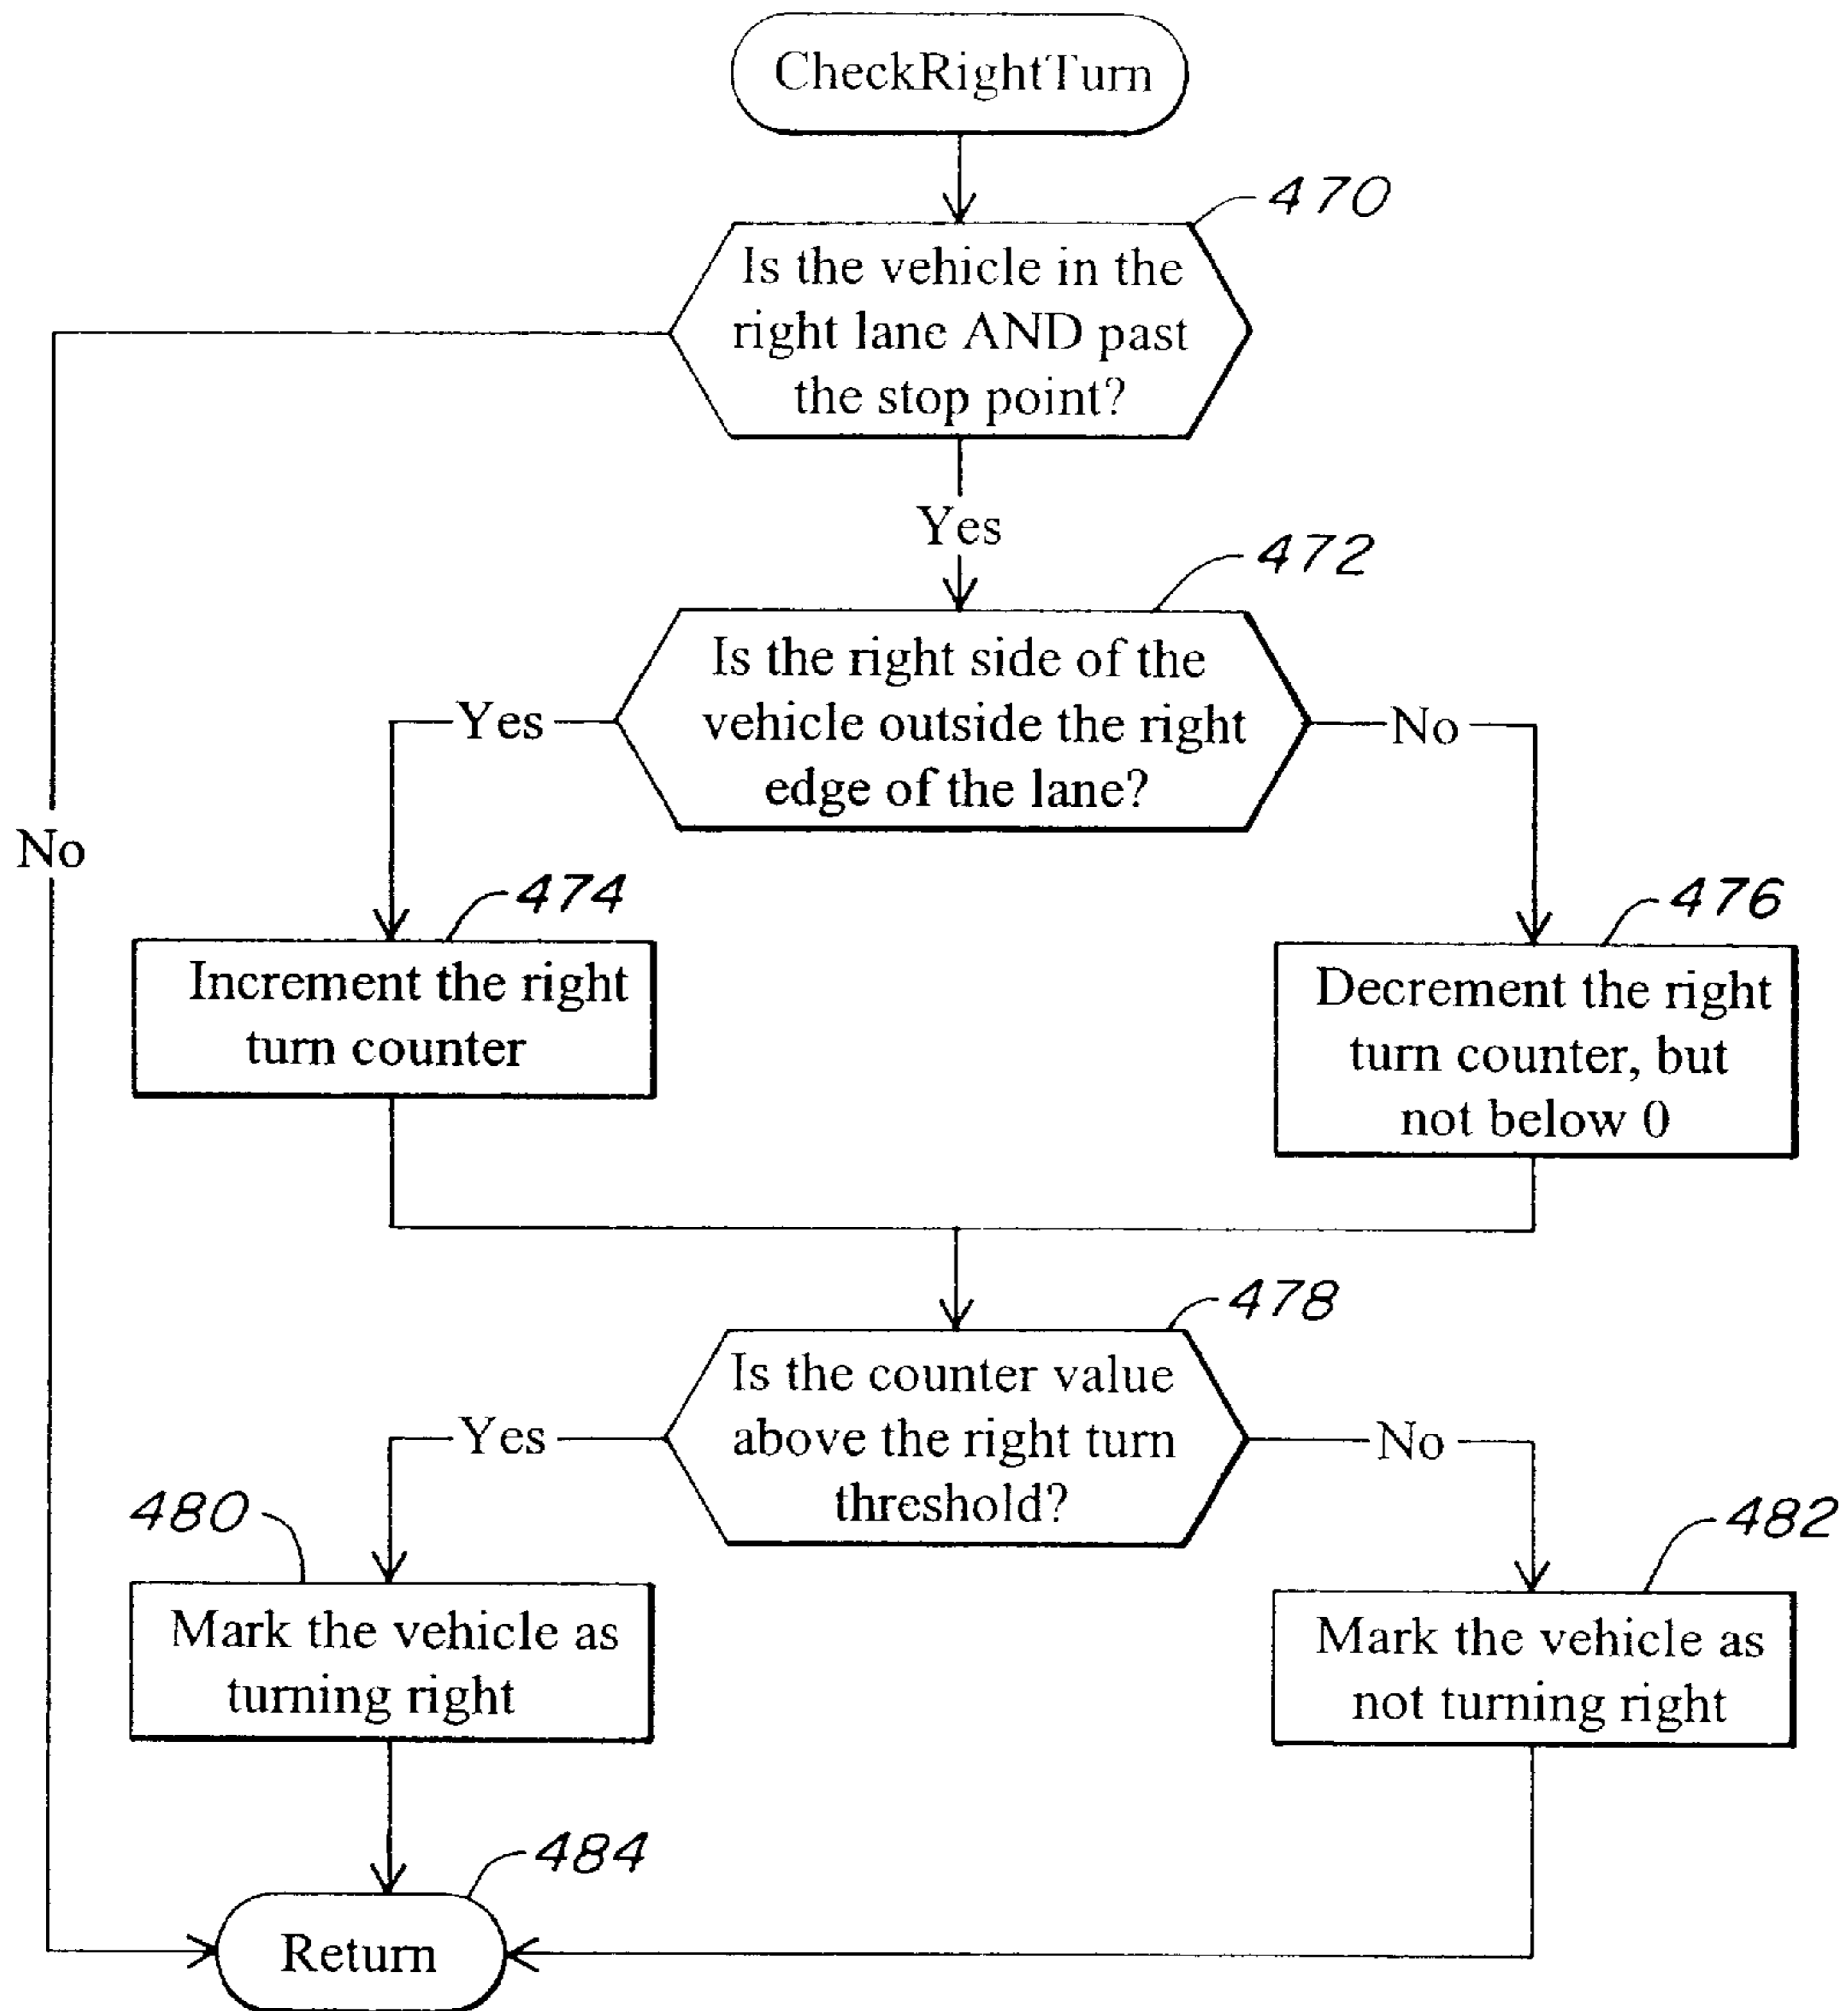 CheckRightTurn
470
Is the vehicle in the
right lane AND past
the stop point?
Yes
472
Is the right side of the
vehicle outside the right
edge of the lane?
Yes
No
No
474
Increment the right
turn counter
476
Decrement the right
turn counter, but
not below 0
478
Is the counter value
above the right turn
threshold?
Yes
No
480
Mark the vehicle as
turning right
482
Mark the vehicle as
not turning right
484
Return